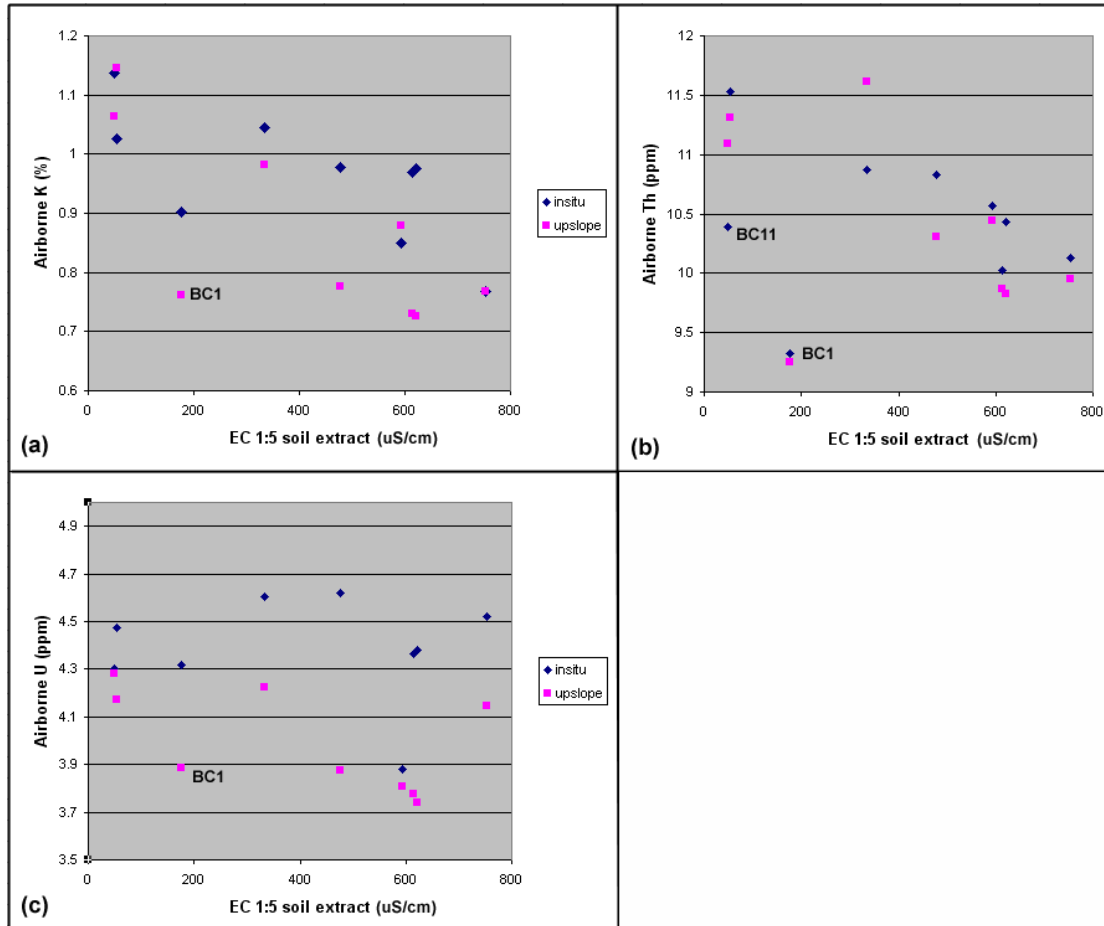 1.2
1.1
1
0.9
0.8
0.7
0.6
Airborne K (%)
BC1
0 200 400 600 800
EC 1:5 soil extract (uS/cm)
(a)
insitu
upslope
12
11.5
11
10.5
10
9.5
9
Airborne Th (ppm)
BC11
BC1
0 200 400 600 800
EC 1:5 soil extract (uS/cm)
(b)
4.9
4.7
4.5
4.3
4.1
3.9
3.7
3.5
Airborne U (ppm)
BC1
0 200 400 600 800
EC 1:5 soil extract (uS/cm)
(c)
insitu
upslope